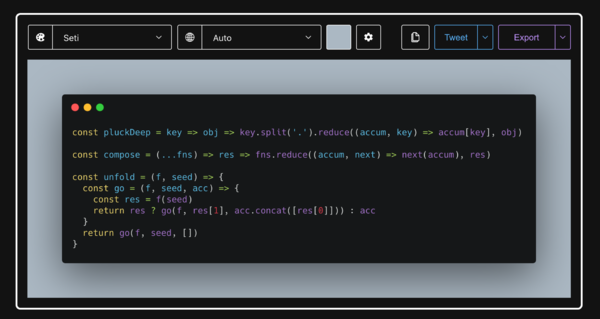 Seti Auto Tweet Export
const pluckDeep = key => obj => key.split('.').reduce((accum, key) => accum[key], obj)
const compose = (...fns) => res => fns.reduce((accum, next) => next(accum), res)
const unfold = (f, seed) => {
  const go = (f, seed, acc) => {
    const res = f(seed)
    return res ? go(f, res[1], acc.concat([res[0]])) : acc
  }
  return go(f, seed, [])
}